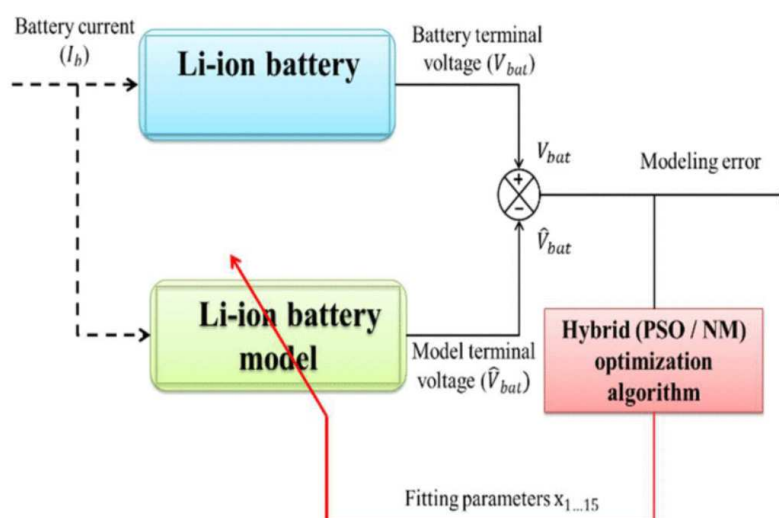 Battery current
(I_b)
Li-ion battery
Battery terminal
voltage (V_bat)
V_bat
+
−
Modeling error
V̂_bat
Li-ion battery
model
Model terminal
voltage (V̂_bat)
Hybrid (PSO / NM)
optimization
algorithm
Fitting parameters x_1...15